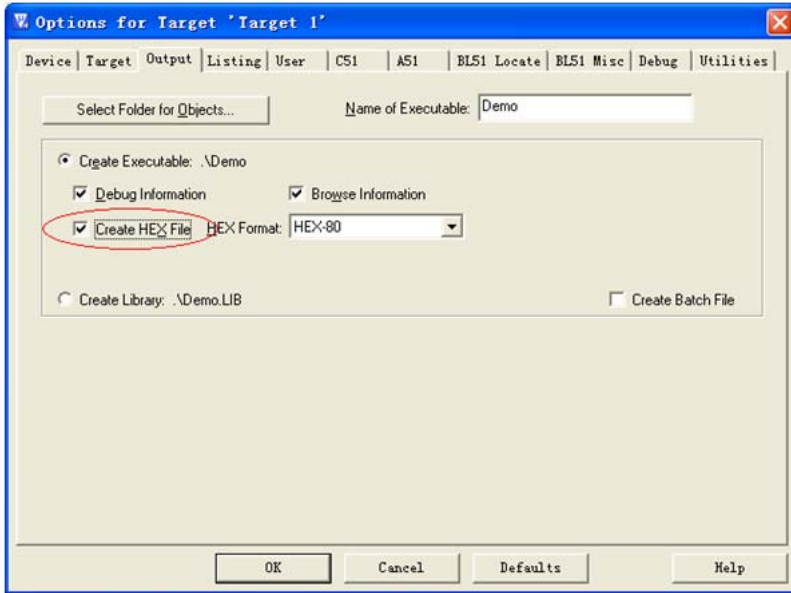 Options for Target 'Target 1'
Device Target Output Listing User C51 A51 BL51 Locate BL51 Misc Debug Utilities
Select Folder for Objects... Name of Executable: Demo
Create Executable: .\Demo
Debug Information Browse Information
Create HEX File HEX Format: HEX-80
Create Library: .\Demo.LIB Create Batch File
OK Cancel Defaults Help